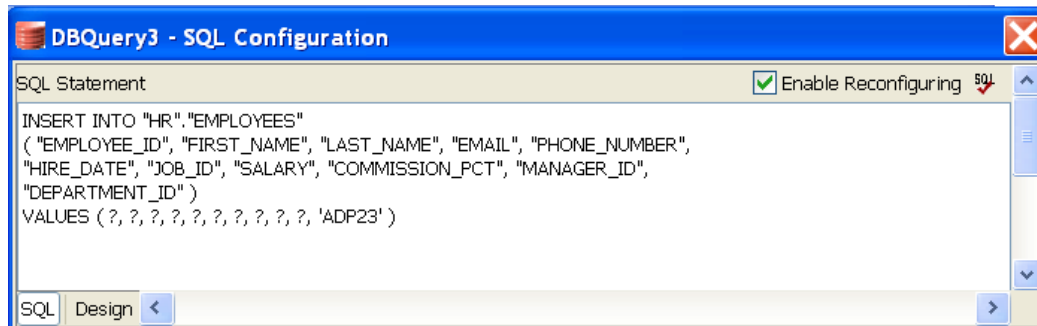 DBQuery3 - SQL Configuration
SQL Statement
Enable Reconfiguring
SQL
INSERT INTO "HR"."EMPLOYEES"
( "EMPLOYEE_ID", "FIRST_NAME", "LAST_NAME", "EMAIL", "PHONE_NUMBER",
"HIRE_DATE", "JOB_ID", "SALARY", "COMMISSION_PCT", "MANAGER_ID",
"DEPARTMENT_ID" )
VALUES ( ?, ?, ?, ?, ?, ?, ?, ?, ?, ?, 'ADP23' )
SQL Design